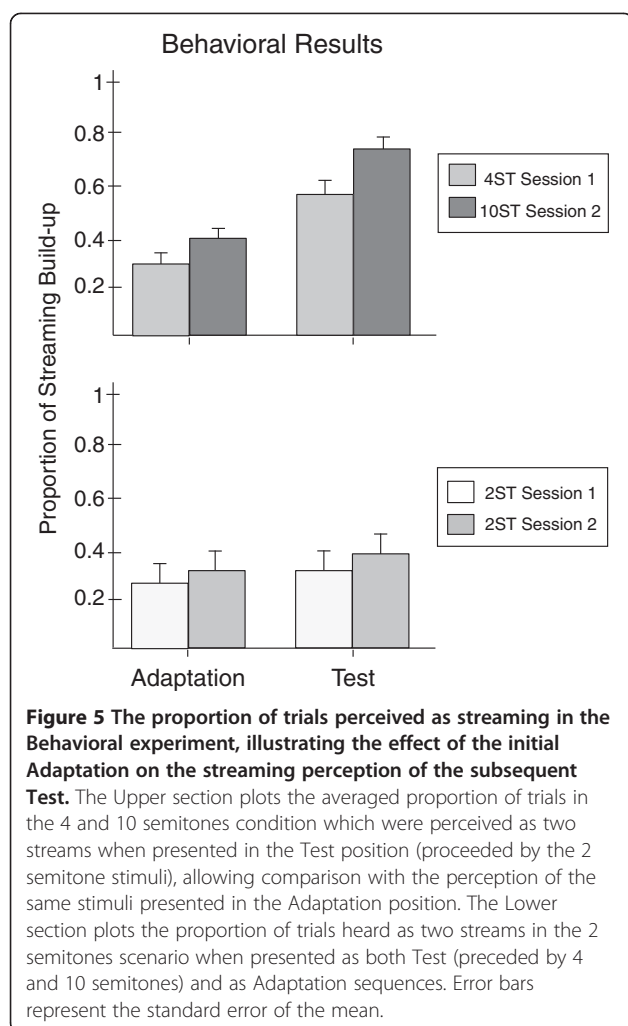 Behavioral Results
Proportion of Streaming Build-up
1
0.8
0.6
0.4
0.2
4ST Session 1
10ST Session 2
1
0.8
0.6
0.4
0.2
2ST Session 1
2ST Session 2
Adaptation
Test
Figure 5 The proportion of trials perceived as streaming in the
Behavioral experiment, illustrating the effect of the initial
Adaptation on the streaming perception of the subsequent
Test. The Upper section plots the averaged proportion of trials in
the 4 and 10 semitones condition which were perceived as two
streams when presented in the Test position (proceeded by the 2
semitone stimuli), allowing comparison with the perception of the
same stimuli presented in the Adaptation position. The Lower
section plots the proportion of trials heard as two streams in the 2
semitones scenario when presented as both Test (preceded by 4
and 10 semitones) and as Adaptation sequences. Error bars
represent the standard error of the mean.